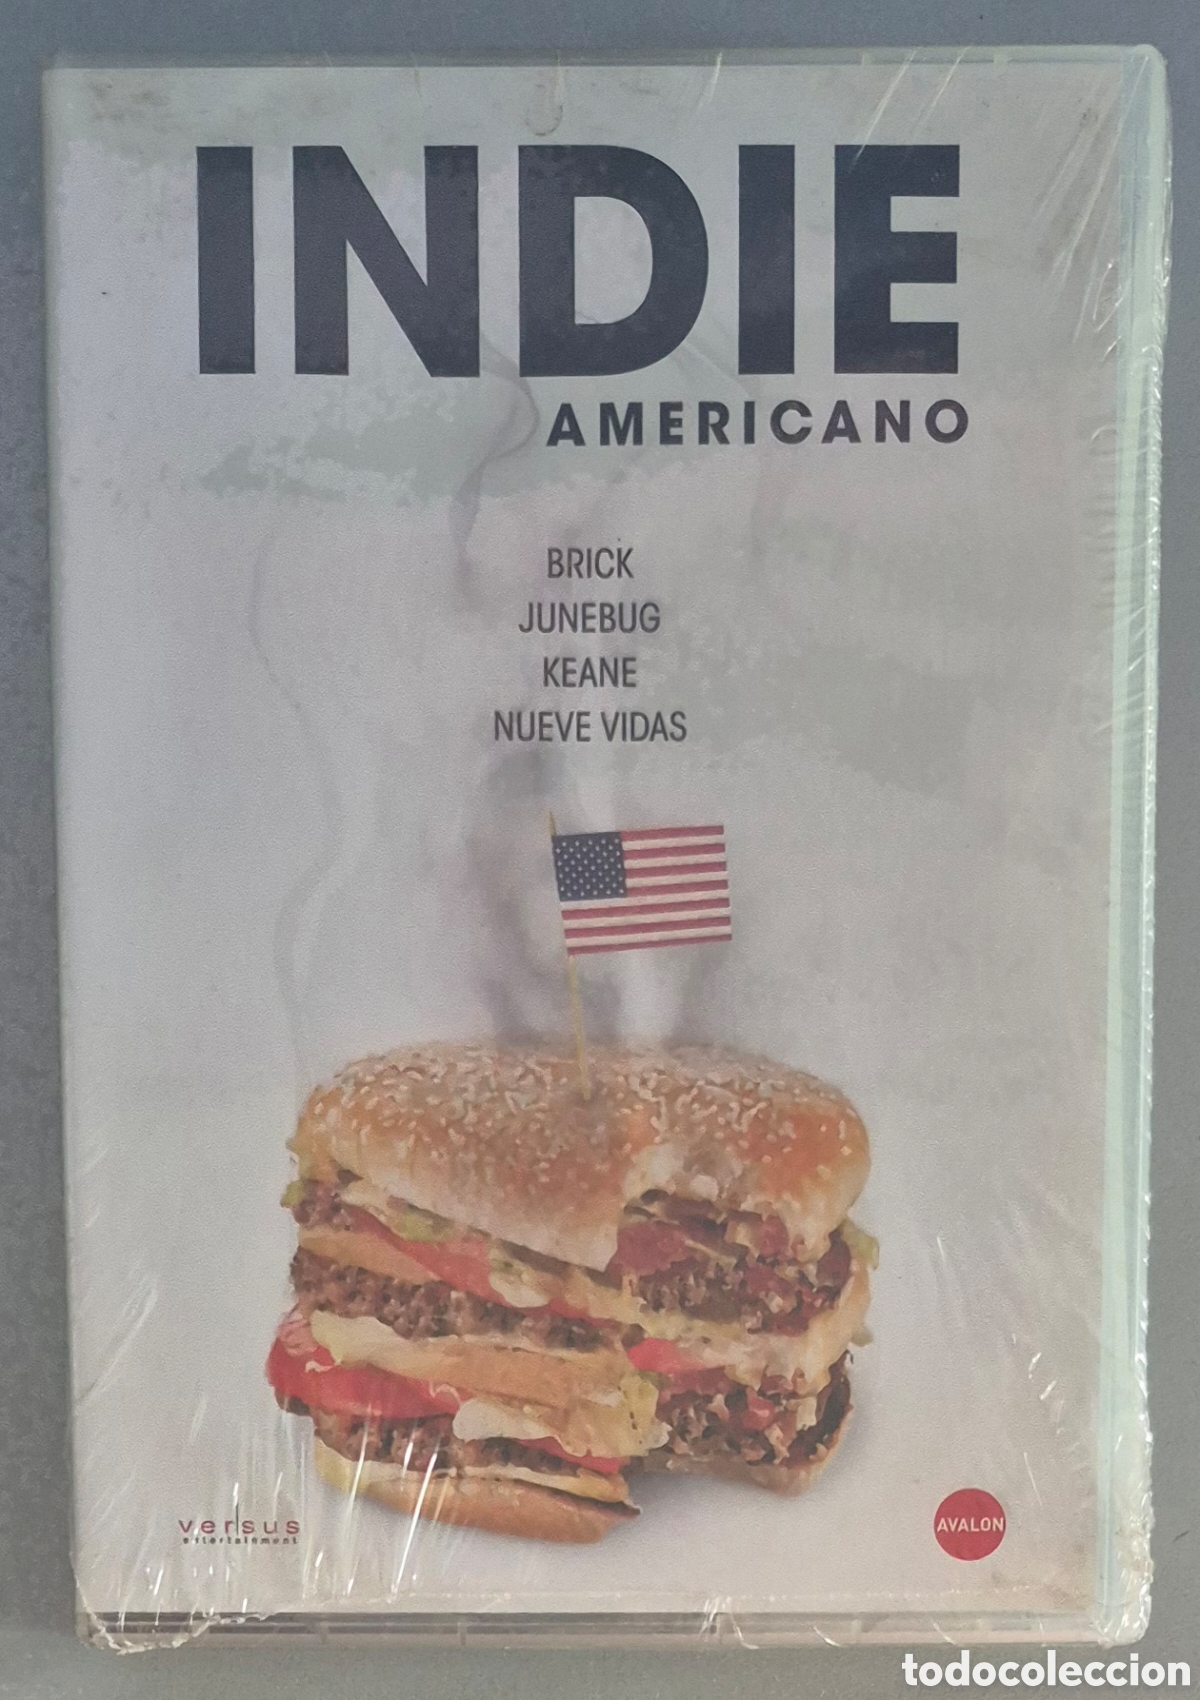 INDIE
AMERICANO
BRICK
JUNEBUG
KEANE
NUEVE VIDAS
versus
entertainment
AVALON
todocoleccion